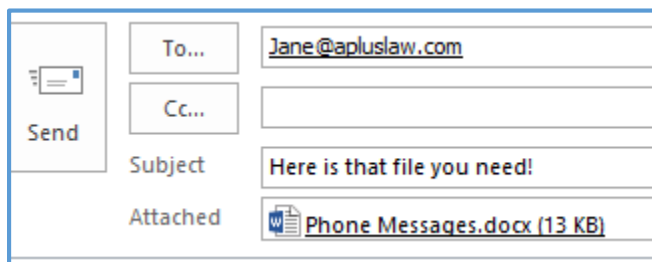 To... Jane@apluslaw.com
Cc...
Send
Subject Here is that file you need!
Attached Phone Messages.docx (13 KB)